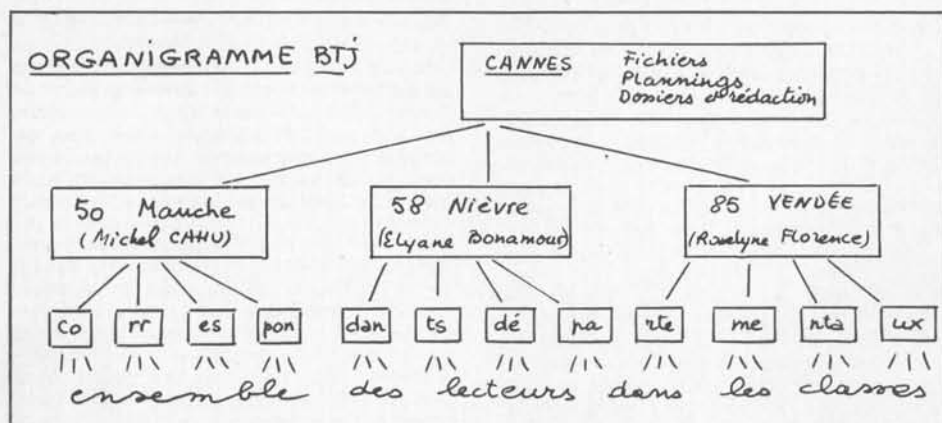 ORGANIGRAMME BTJ
CANNES Fichiers
Plannings
Dossiers et rédaction
50 Manche
(Michel CAHU)
58 Nièvre
(Elyane Bonamour)
85 VENDÉE
(Roselyne Florence)
co rr es pon dan ts dé pa rte me nta ux
ensemble des lecteurs dans les classes